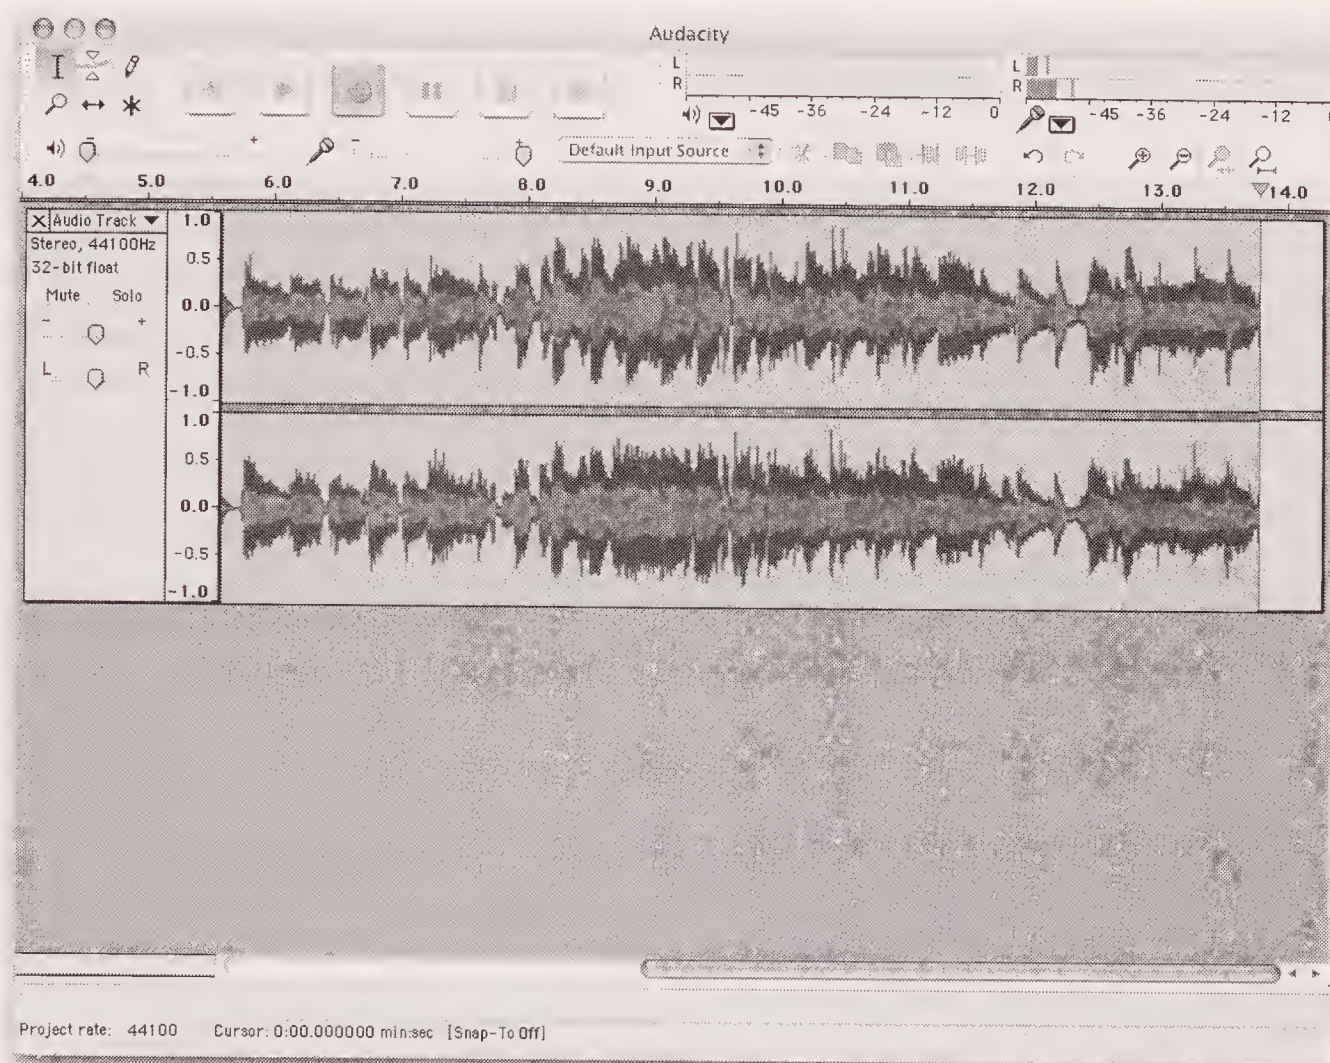 Audacity
L
R
-45 -36 -24 -12 0
L
R
-45 -36 -24 -12
- + - + Default Input Source
4.0 5.0 6.0 7.0 8.0 9.0 10.0 11.0 12.0 13.0 14.0
X Audio Track
Stereo, 44100Hz
32-bit float
Mute Solo
- +
L R
1.0
0.5
0.0
-0.5
-1.0
1.0
0.5
0.0
-0.5
-1.0
Project rate: 44100 Cursor: 0:00.000000 min:sec [Snap-To Off]